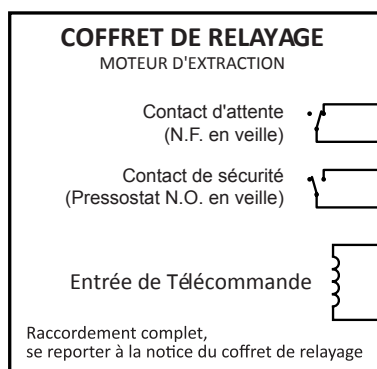 COFFRET DE RELAYAGE
MOTEUR D'EXTRACTION
Contact d'attente
(N.F. en veille)
Contact de sécurité
(Pressostat N.O. en veille)
Entrée de Télécommande
Raccordement complet,
se reporter à la notice du coffret de relayage